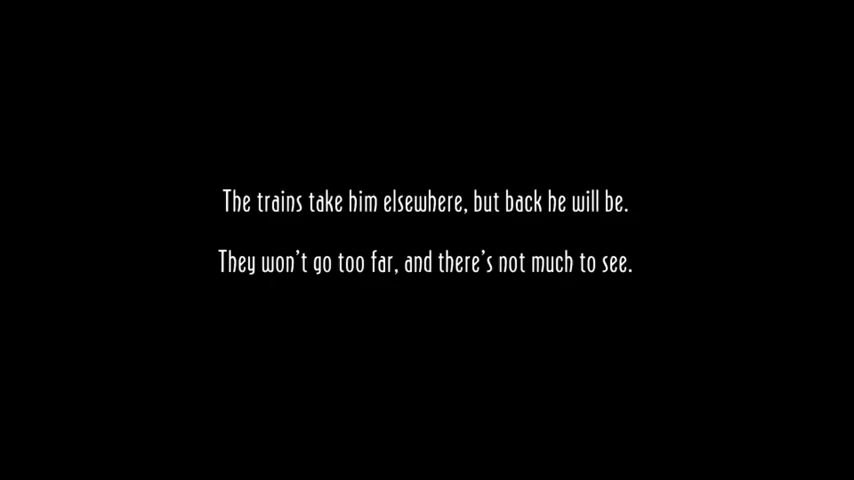 The trains take him elsewhere, but back he will be.
They won't go too far, and there's not much to see.